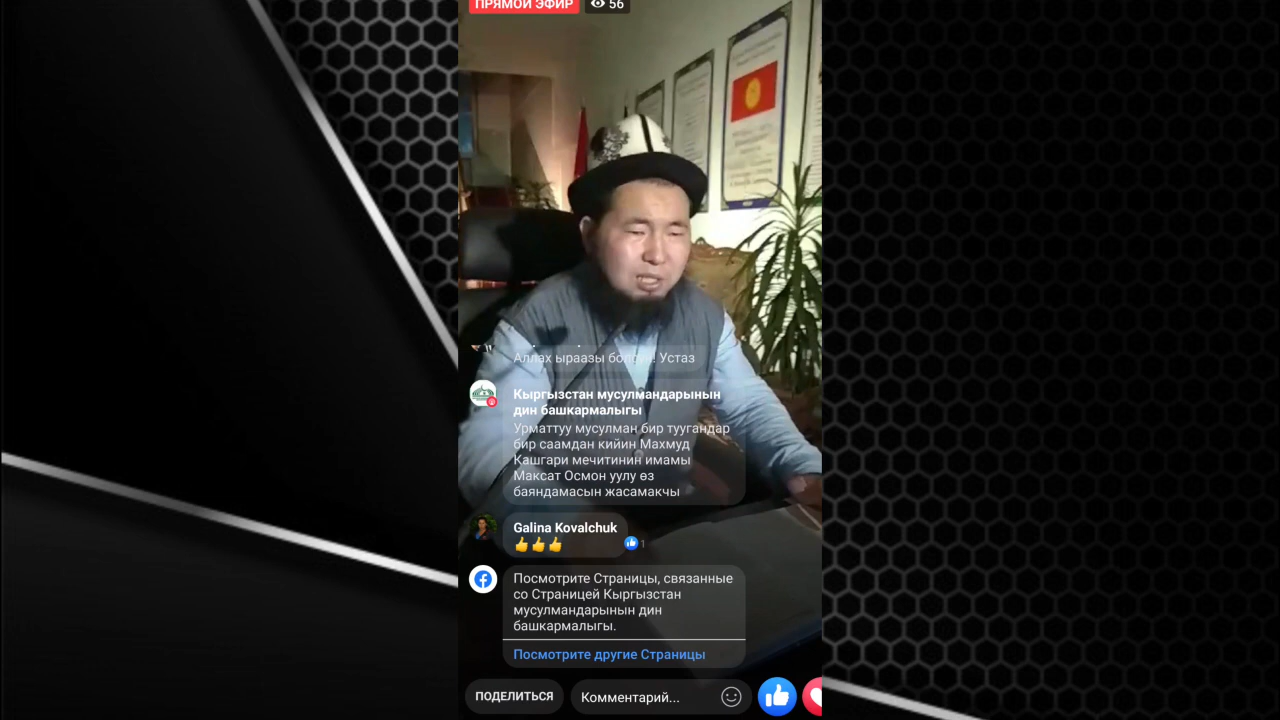 ПРЯМОЙ ЭФИР
56
Аллах ыраазы болсун! Устаз
Кыргызстан мусулмандарынын
дин башкармалыгы
Урматтуу мусулман бир туугандар
бир саамдан кийин Махмуд
Кашгари мечитинин имамы
Максат Осмон уулу өз
баяндамасын жасамакчы
Galina Kovalchuk
👍👍👍
1
Посмотрите Страницы, связанные
со Страницей Кыргызстан
мусулмандарынын дин
башкармалыгы.
Посмотрите другие Страницы
ПОДЕЛИТЬСЯ
Комментарий...